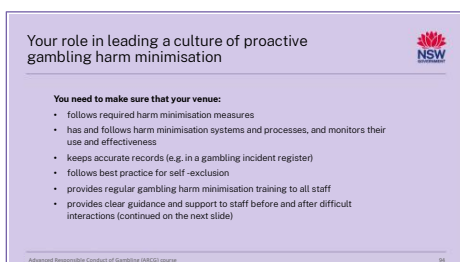 Your role in leading a culture of proactive
gambling harm minimisation
NSW
GOVERNMENT
You need to make sure that your venue:
• follows required harm minimisation measures
• has and follows harm minimisation systems and processes, and monitors their
use and effectiveness
• keeps accurate records (e.g. in a gambling incident register)
• follows best practice for self -exclusion
• provides regular gambling harm minimisation training to all staff
• provides clear guidance and support to staff before and after difficult
interactions (continued on the next slide)
Advanced Responsible Conduct of Gambling (ARCG) course
94